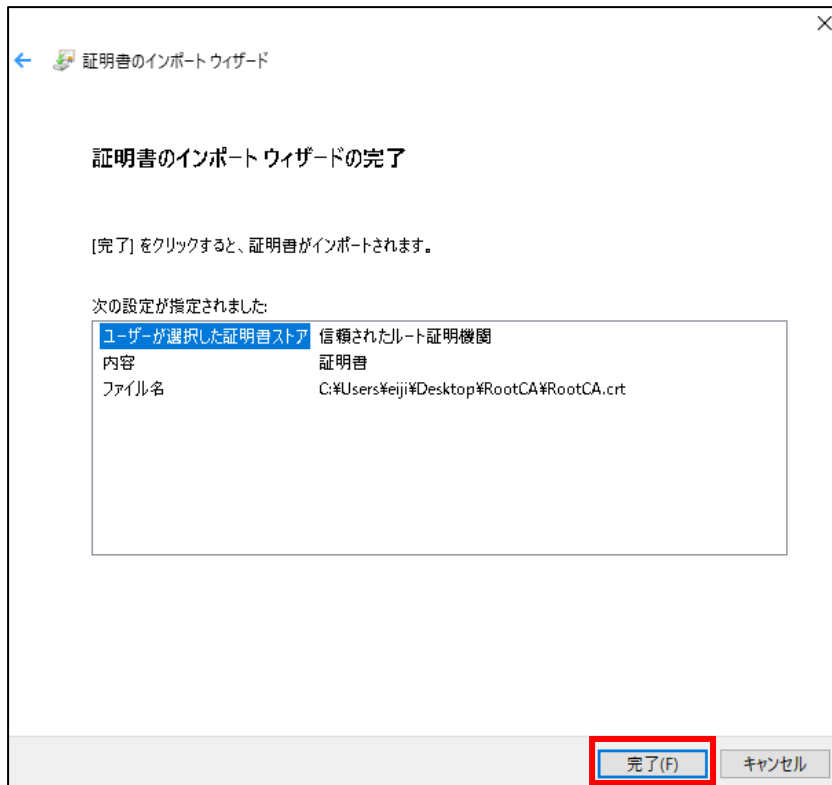 証明書のインポート ウィザード
証明書のインポート ウィザードの完了
[完了] をクリックすると、証明書がインポートされます。
次の設定が指定されました:
ユーザーが選択した証明書ストア 信頼されたルート証明機関
内容 証明書
ファイル名 C:¥Users¥eiji¥Desktop¥RootCA¥RootCA.crt
完了(F) キャンセル